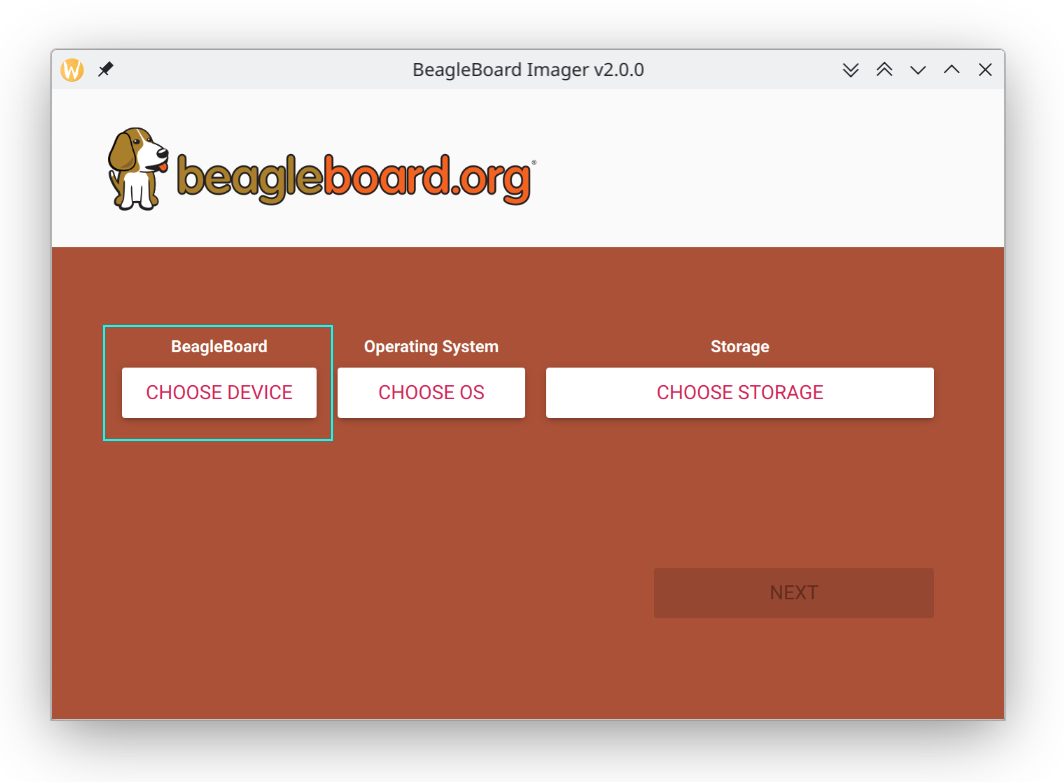 BeagleBoard Imager v2.0.0
beagleboard.org®
BeagleBoard
Operating System
Storage
CHOOSE DEVICE
CHOOSE OS
CHOOSE STORAGE
NEXT